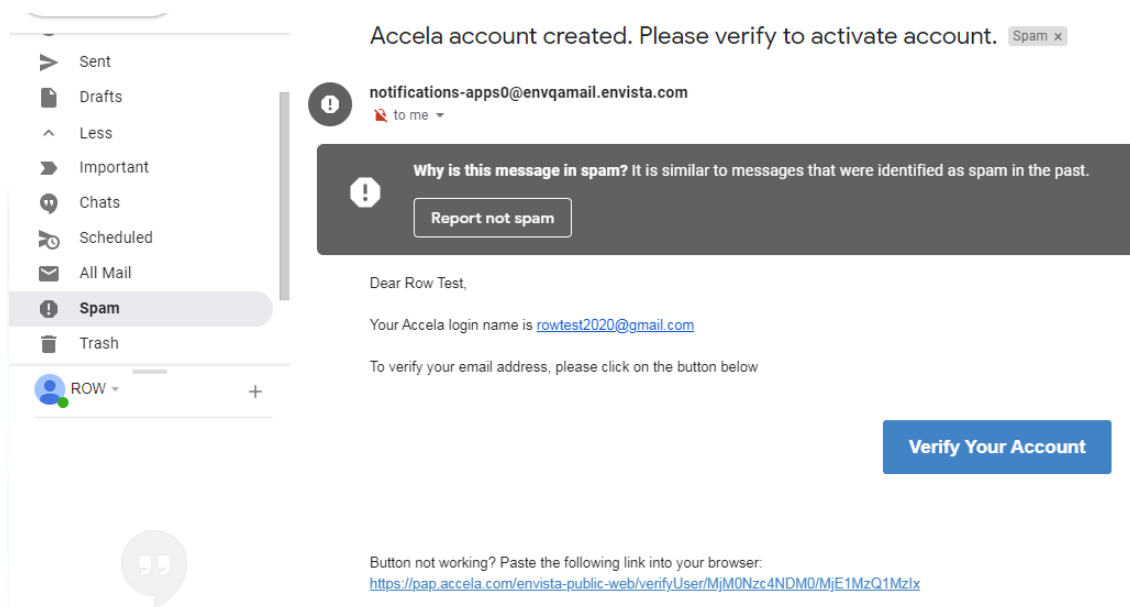 Sent
Drafts
Less
Important
Chats
Scheduled
All Mail
Spam
Trash
ROW
Accela account created. Please verify to activate account. Spam x
notifications-apps0@envqamail.envista.com
to me
Why is this message in spam? It is similar to messages that were identified as spam in the past.
Report not spam
Dear Row Test,
Your Accela login name is rowtest2020@gmail.com
To verify your email address, please click on the button below
Verify Your Account
Button not working? Paste the following link into your browser:
https://pap.accela.com/envista-public-web/verifyUser/MjM0Nzc4NDM0/MjE1MzQ1MzIx